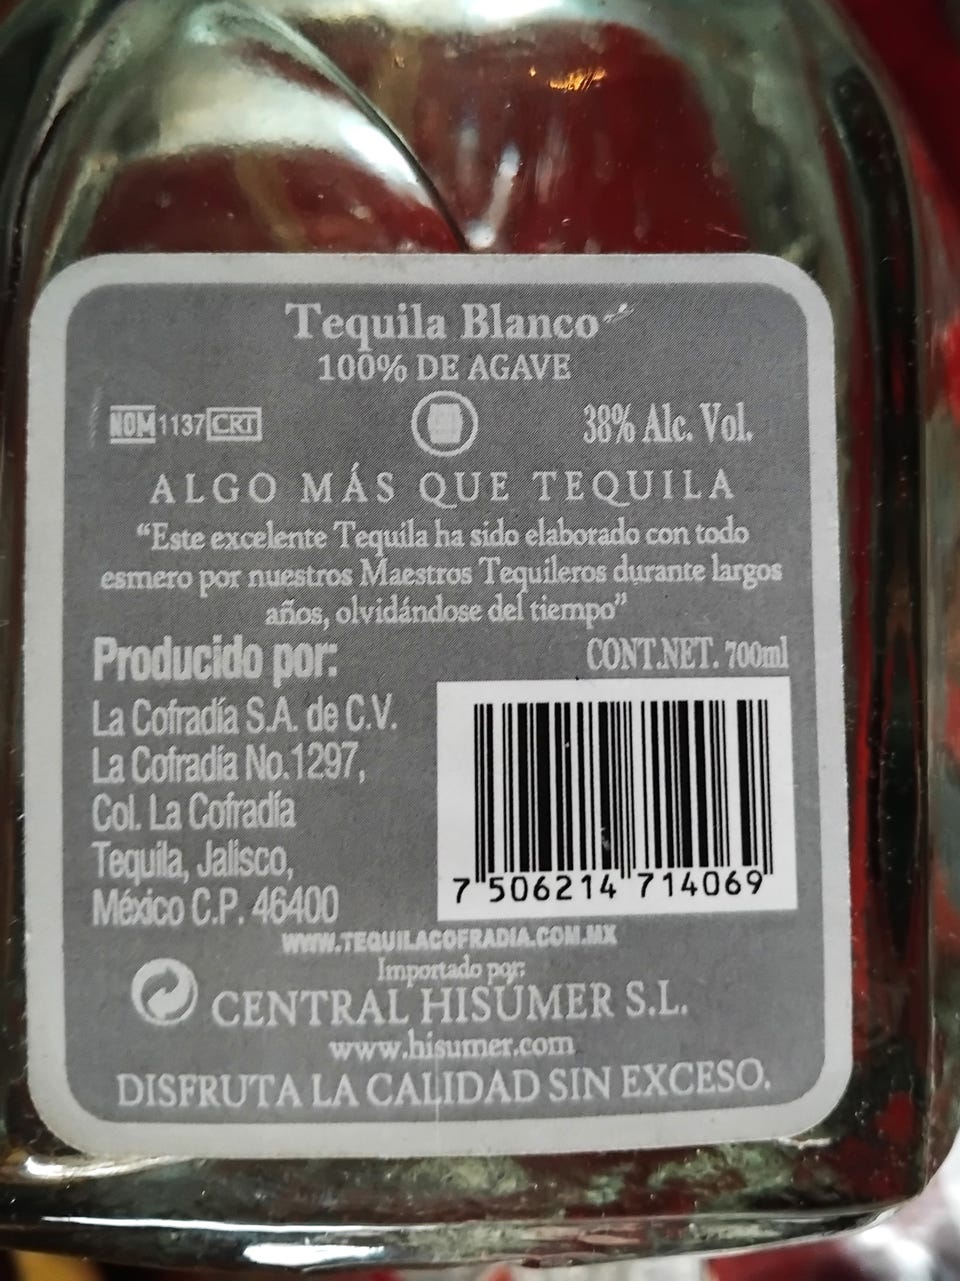 Tequila Blanco
100% DE AGAVE
NOM 1137 CRT
38% Alc. Vol.
ALGO MÁS QUE TEQUILA
“Este excelente Tequila ha sido elaborado con todo
esmero por nuestros Maestros Tequileros durante largos
años, olvidándose del tiempo”
Producido por:
CONT.NET. 700ml
La Cofradía S.A. de C.V.
La Cofradía No.1297,
Col. La Cofradía
Tequila, Jalisco,
México C.P. 46400
7 506214 714069
WWW.TEQUILACOFRADIA.COM.MX
Importado por:
CENTRAL HISÚMER S.L.
www.hisumer.com
DISFRUTA LA CALIDAD SIN EXCESO.